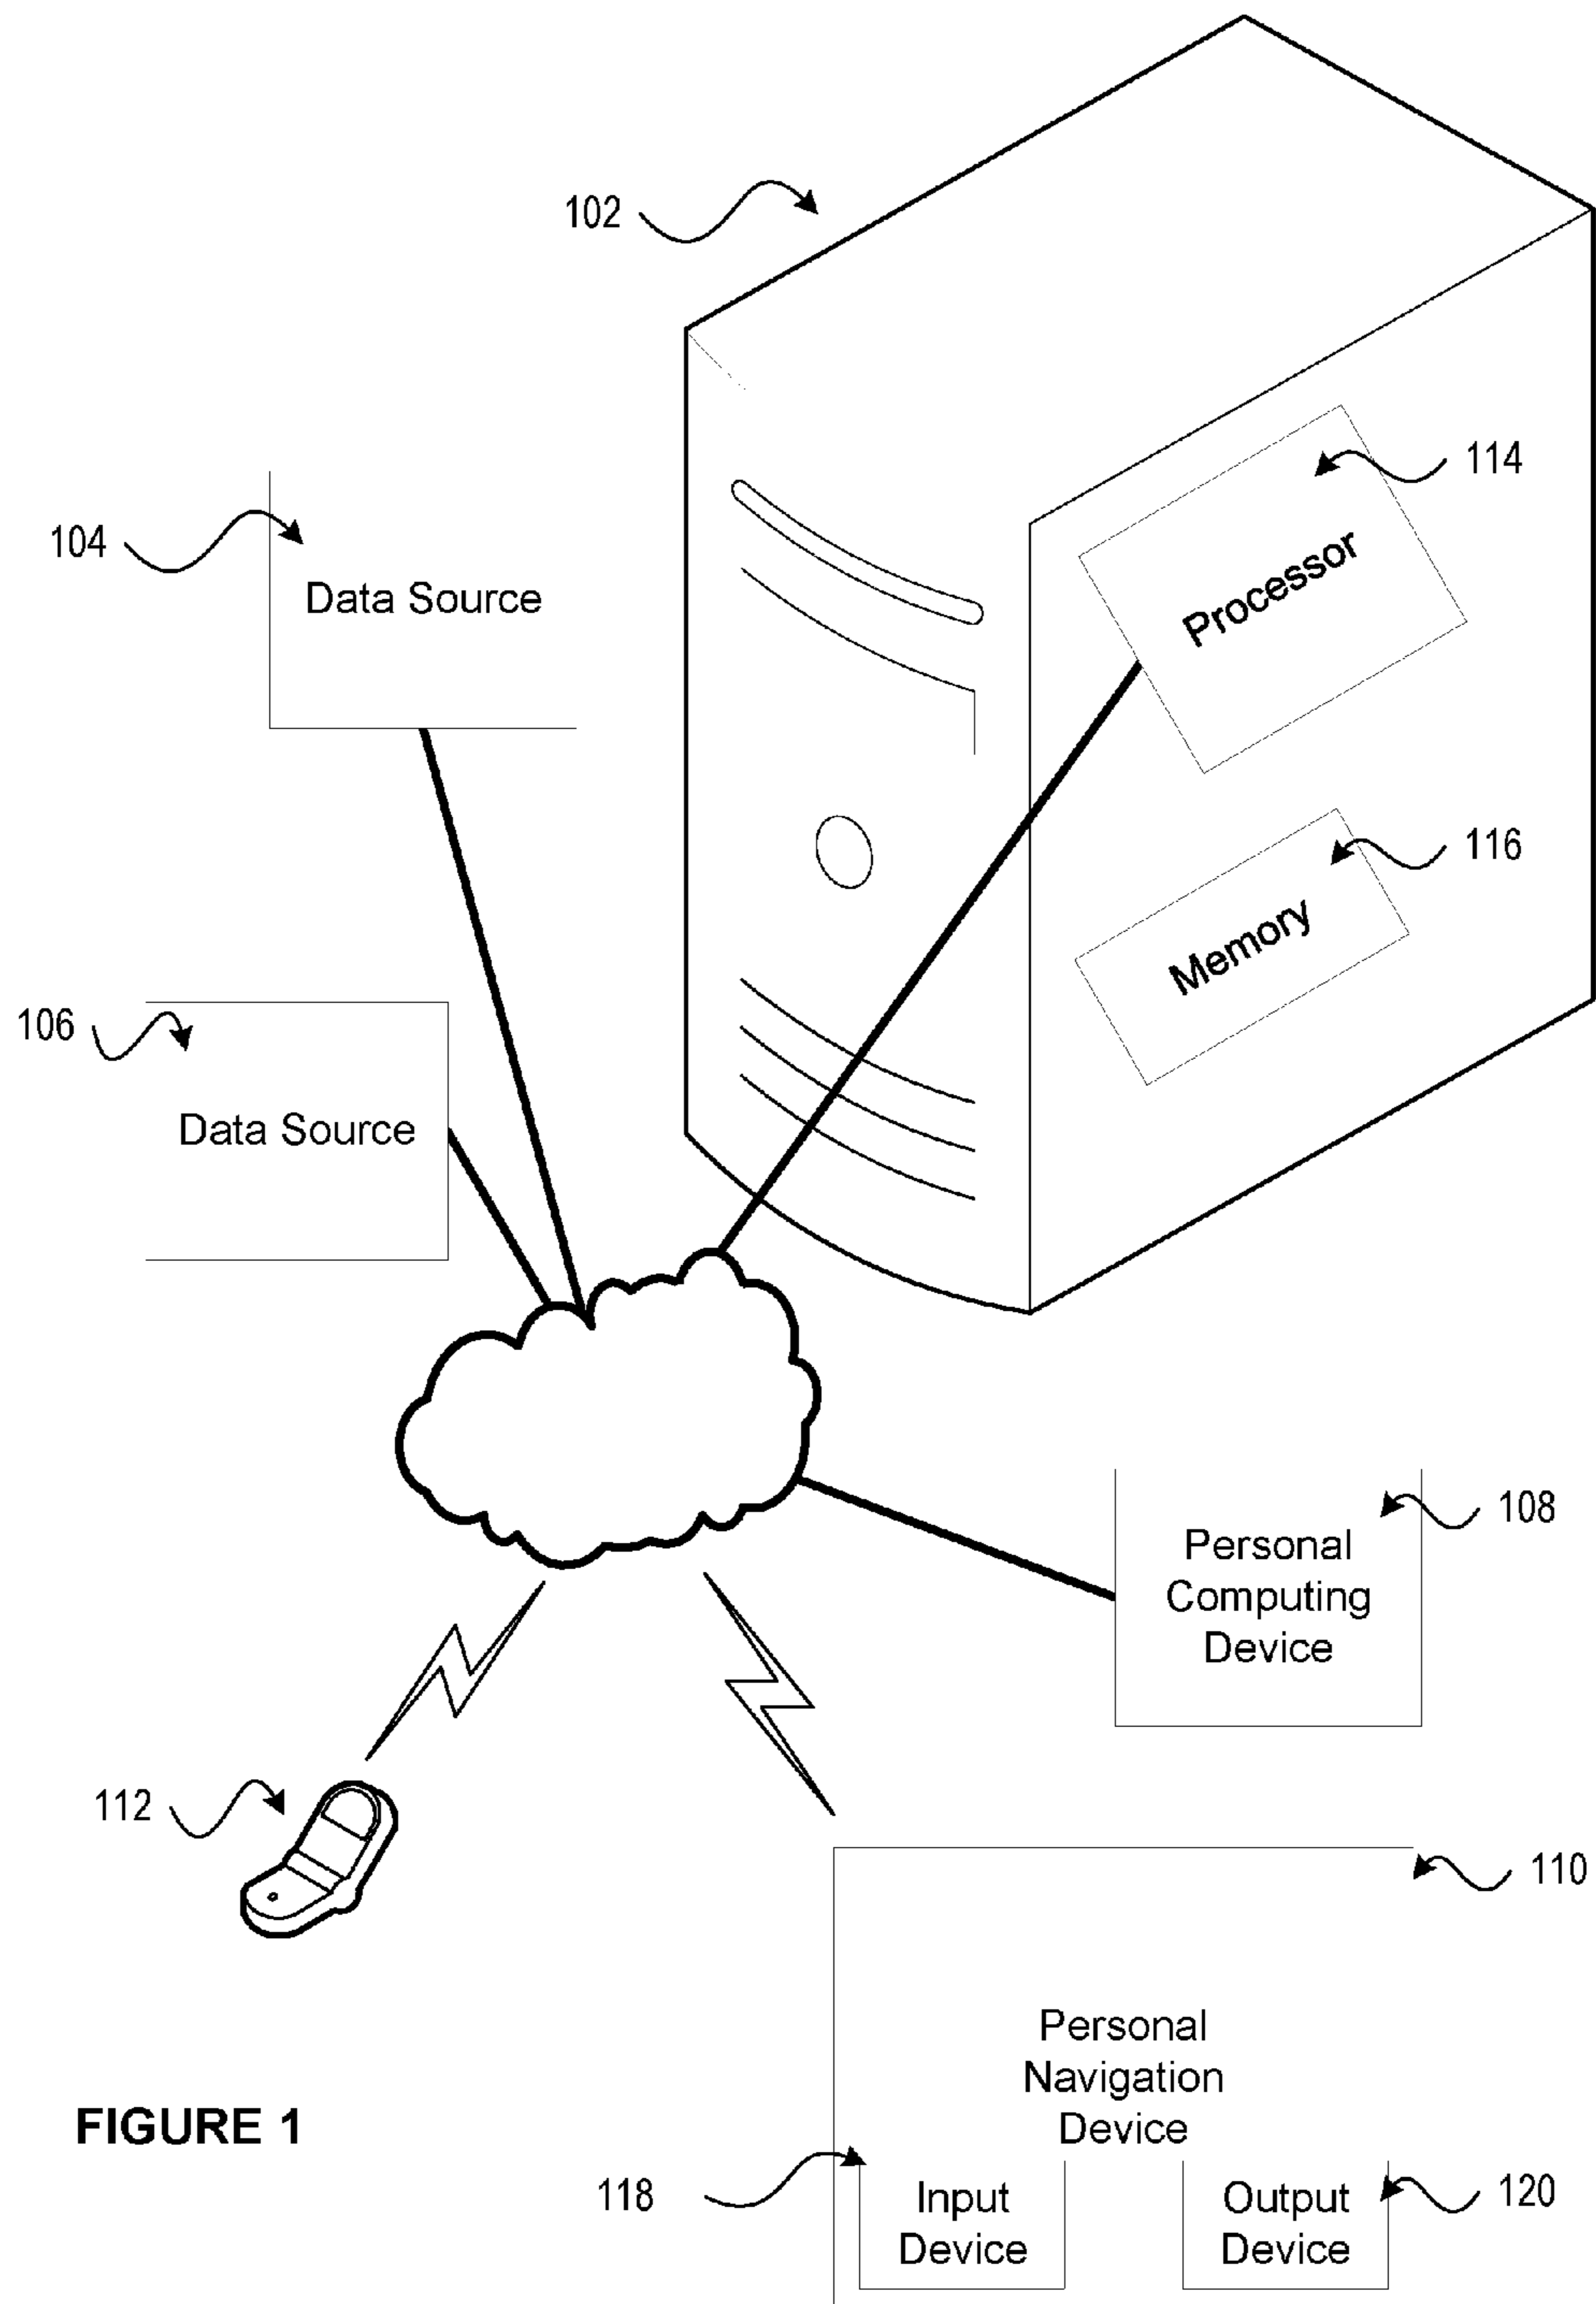 102
114
Processor
104
Data Source
116
Memory
106
Data Source
108
Personal
Computing
Device
112
110
Personal
Navigation
Device
FIGURE 1
118
Input
Device
Output
Device
120